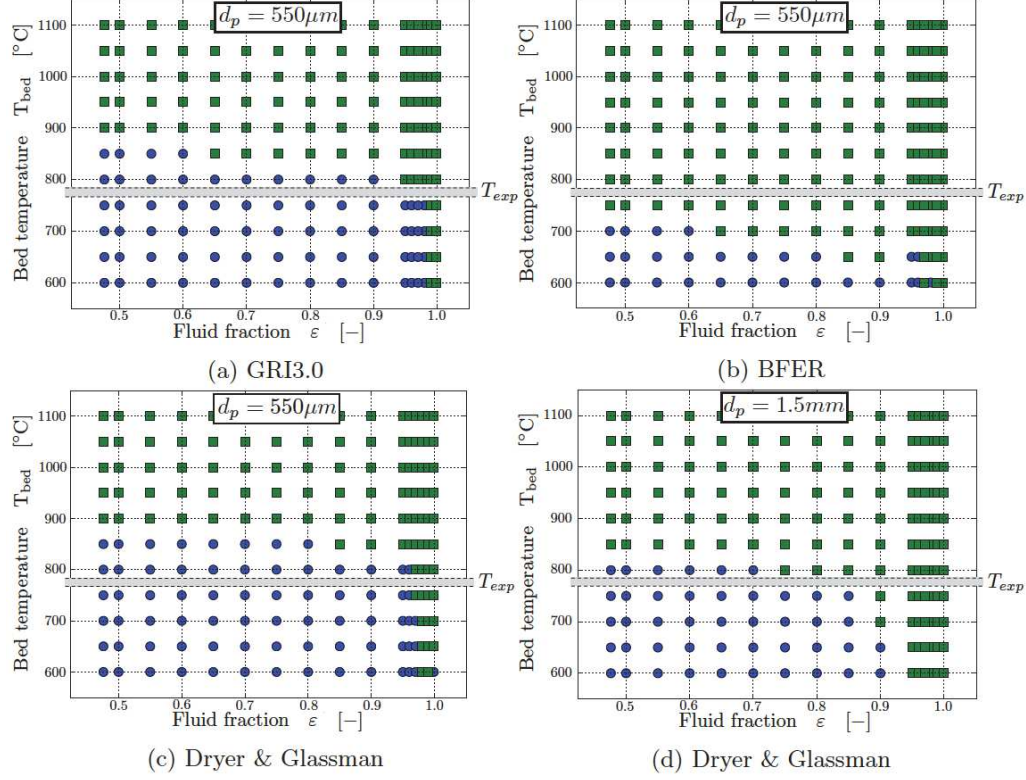 d_p = 550μm
d_p = 550μm
Bed temperature T_bed [°C]
1100
1000
900
800
700
600
T_exp
0.5 0.6 0.7 0.8 0.9 1.0
Fluid fraction ε [−]
(a) GRI3.0
Bed temperature T_bed [°C]
1100
1000
900
800
700
600
T_exp
0.5 0.6 0.7 0.8 0.9 1.0
Fluid fraction ε [−]
(b) BFER
d_p = 550μm
d_p = 1.5mm
Bed temperature T_bed [°C]
1100
1000
900
800
700
600
T_exp
0.5 0.6 0.7 0.8 0.9 1.0
Fluid fraction ε [−]
(c) Dryer & Glassman
Bed temperature T_bed [°C]
1100
1000
900
800
700
600
T_exp
0.5 0.6 0.7 0.8 0.9 1.0
Fluid fraction ε [−]
(d) Dryer & Glassman